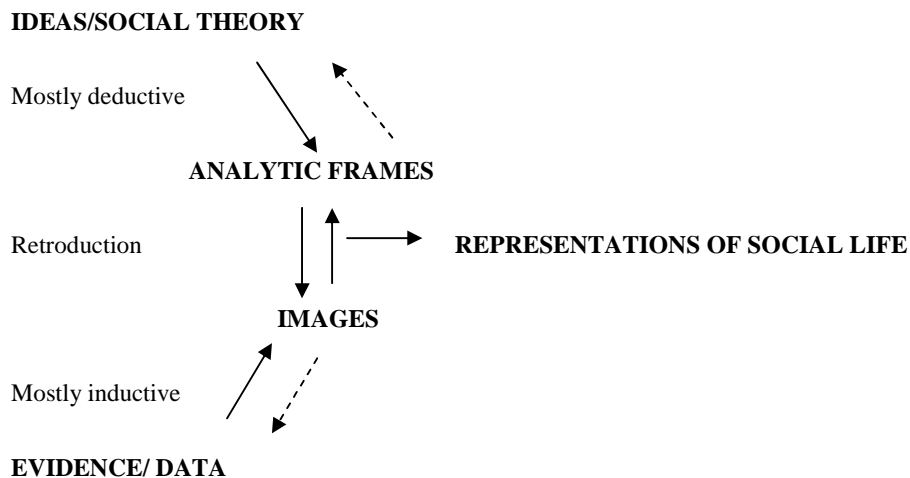 IDEAS/SOCIAL THEORY
Mostly deductive
ANALYTIC FRAMES
Retroduction
REPRESENTATIONS OF SOCIAL LIFE
IMAGES
Mostly inductive
EVIDENCE/ DATA